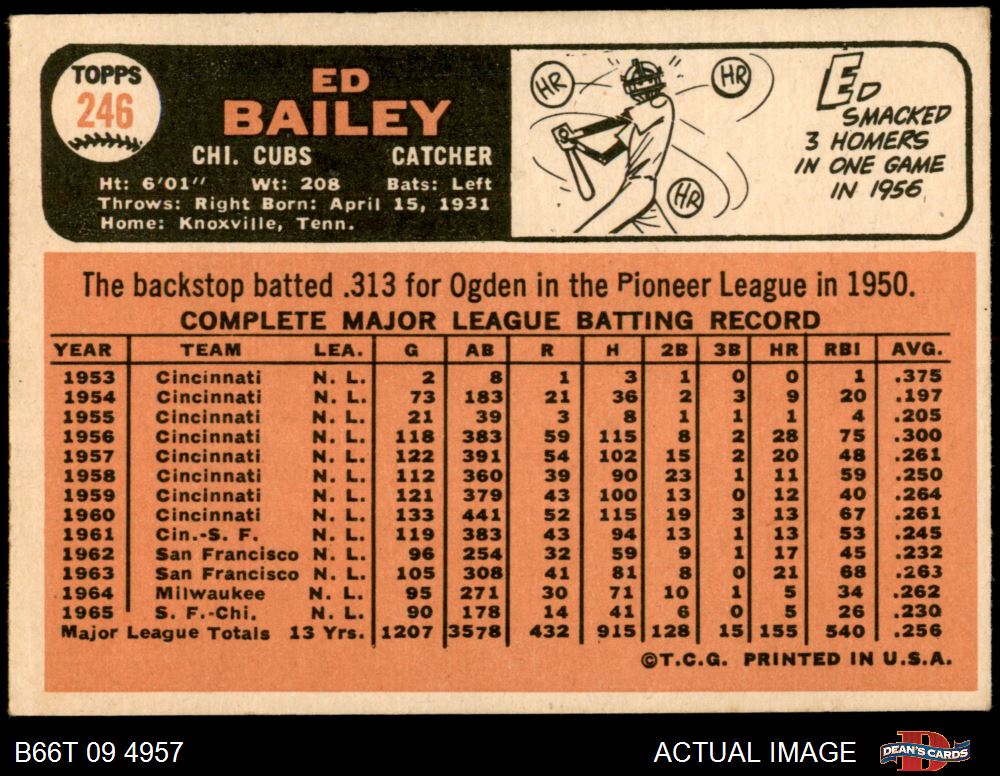 TOPPS
246
ED
BAILEY
CHI. CUBS CATCHER
Ht: 6'01" Wt: 208 Bats: Left
Throws: Right Born: April 15, 1931
Home: Knoxville, Tenn.
HR
HR
HR
ED
SMACKED
3 HOMERS
IN ONE GAME
IN 1956
The backstop batted .313 for Ogden in the Pioneer League in 1950.
COMPLETE MAJOR LEAGUE BATTING RECORD
YEAR TEAM LEA. G AB R H 2B 3B HR RBI AVG.
1953 Cincinnati N. L. 2 8 1 3 1 0 0 1 .375
1954 Cincinnati N. L. 73 183 21 36 2 3 9 20 .197
1955 Cincinnati N. L. 21 39 3 8 1 1 1 4 .205
1956 Cincinnati N. L. 118 383 59 115 8 2 28 75 .300
1957 Cincinnati N. L. 122 391 54 102 15 2 20 48 .261
1958 Cincinnati N. L. 112 360 39 90 23 1 11 59 .250
1959 Cincinnati N. L. 121 379 43 100 13 0 12 40 .264
1960 Cincinnati N. L. 133 441 52 115 19 3 13 67 .261
1961 Cin.-S. F. N. L. 119 383 43 94 13 1 13 53 .245
1962 San Francisco N. L. 96 254 32 59 9 1 17 45 .232
1963 San Francisco N. L. 105 308 41 81 8 0 21 68 .263
1964 Milwaukee N. L. 95 271 30 71 10 1 5 34 .262
1965 S. F.-Chi. N. L. 90 178 14 41 6 0 5 26 .230
Major League Totals 13 Yrs. 1207 3578 432 915 128 15 155 540 .256
©T.C.G. PRINTED IN U.S.A.
B66T 09 4957 ACTUAL IMAGE
DEAN'S CARDS